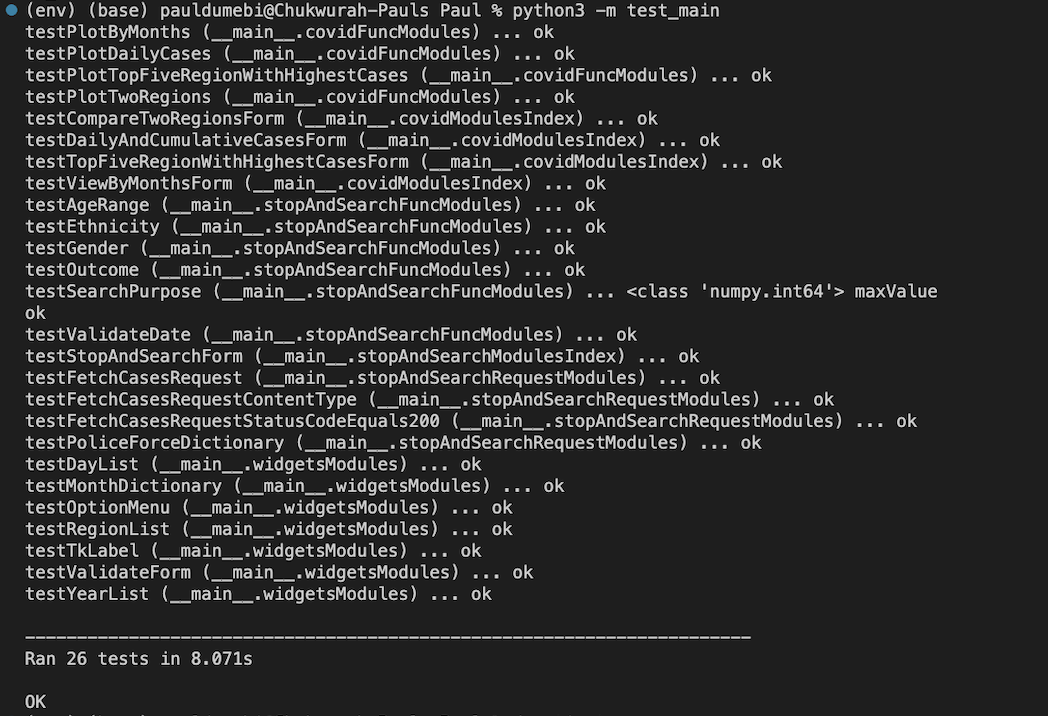 (env) (base) pauldumebi@Chukwurah-Pauls Paul % python3 -m test_main
testPlotByMonths (__main__.covidFuncModules) ... ok
testPlotDailyCases (__main__.covidFuncModules) ... ok
testPlotTopFiveRegionWithHighestCases (__main__.covidFuncModules) ... ok
testPlotTwoRegions (__main__.covidFuncModules) ... ok
testCompareTwoRegionsForm (__main__.covidModulesIndex) ... ok
testDailyAndCumulativeCasesForm (__main__.covidModulesIndex) ... ok
testTopFiveRegionWithHighestCasesForm (__main__.covidModulesIndex) ... ok
testViewByMonthsForm (__main__.covidModulesIndex) ... ok
testAgeRange (__main__.stopAndSearchFuncModules) ... ok
testEthnicity (__main__.stopAndSearchFuncModules) ... ok
testGender (__main__.stopAndSearchFuncModules) ... ok
testOutcome (__main__.stopAndSearchFuncModules) ... ok
testSearchPurpose (__main__.stopAndSearchFuncModules) ... <class 'numpy.int64'> maxValue
ok
testValidateDate (__main__.stopAndSearchFuncModules) ... ok
testStopAndSearchForm (__main__.stopAndSearchModulesIndex) ... ok
testFetchCasesRequest (__main__.stopAndSearchRequestModules) ... ok
testFetchCasesRequestContentType (__main__.stopAndSearchRequestModules) ... ok
testFetchCasesRequestStatusCodeEquals200 (__main__.stopAndSearchRequestModules) ... ok
testPoliceForceDictionary (__main__.stopAndSearchRequestModules) ... ok
testDayList (__main__.widgetsModules) ... ok
testMonthDictionary (__main__.widgetsModules) ... ok
testOptionMenu (__main__.widgetsModules) ... ok
testRegionList (__main__.widgetsModules) ... ok
testTkLabel (__main__.widgetsModules) ... ok
testValidateForm (__main__.widgetsModules) ... ok
testYearList (__main__.widgetsModules) ... ok
----------------------------------------------------------------------
Ran 26 tests in 8.071s
OK